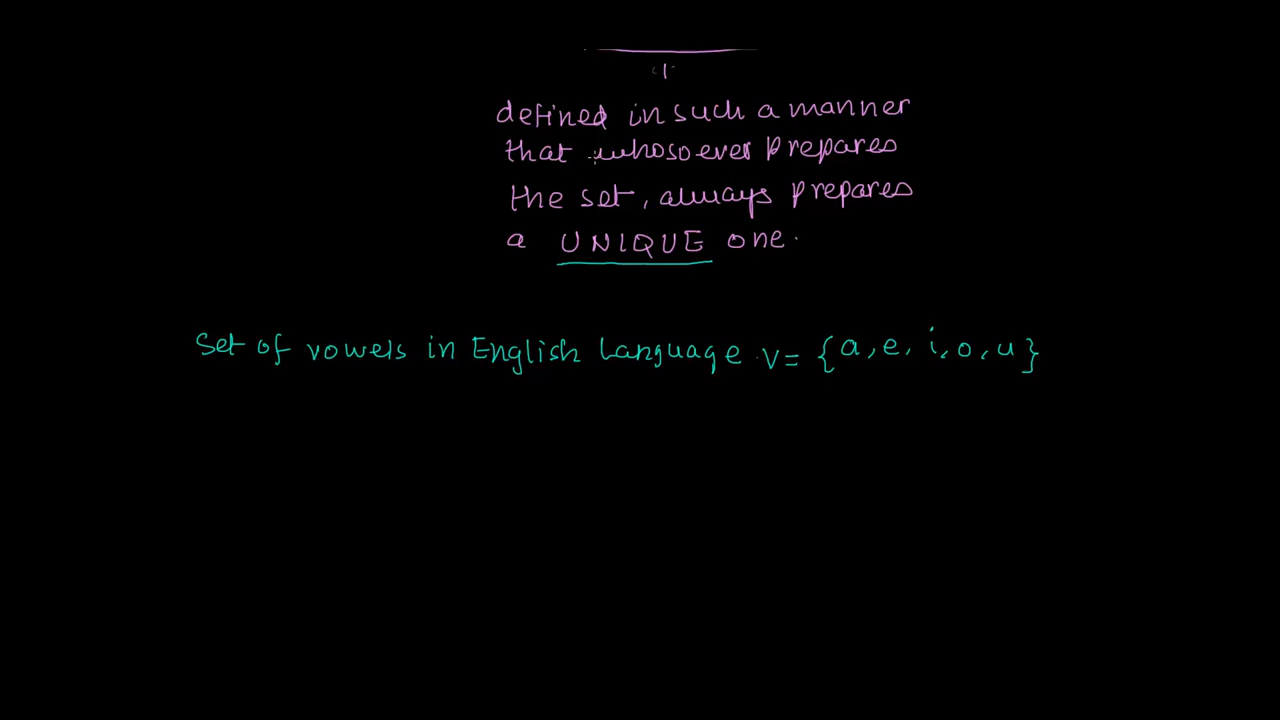 defined in such a manner
that whosoever prepares
the set, always prepares
a UNIQUE one.
Set of vowels in English Language V = {a, e, i, o, u}